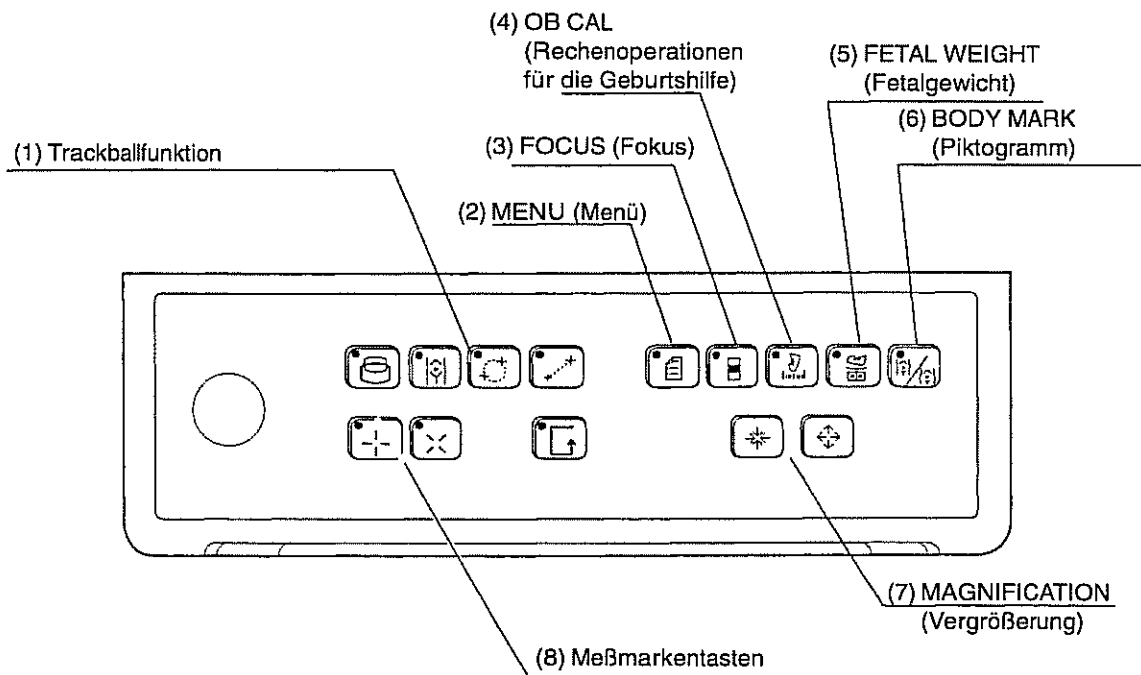 (4) OB CAL
(Rechenoperationen
für die Geburtshilfe)
(5) FETAL WEIGHT
(Fetalgewicht)
(6) BODY MARK
(Piktogramm)
(1) Trackballfunktion
(3) FOCUS (Fokus)
(2) MENU (Menü)
(7) MAGNIFICATION
(Vergrößerung)
(8) Meßmarkentasten